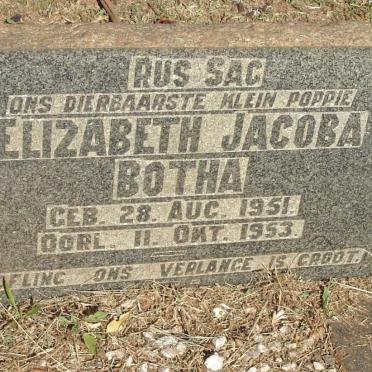 RUS SAG
ONS DIERBAARSTE KLEIN POPPIE
ELIZABETH JACOBA
BOTHA
GEB. 28. AUG. 1951.
OORL. 11. OKT. 1953.
ONS VERLANGE IS GROOT.